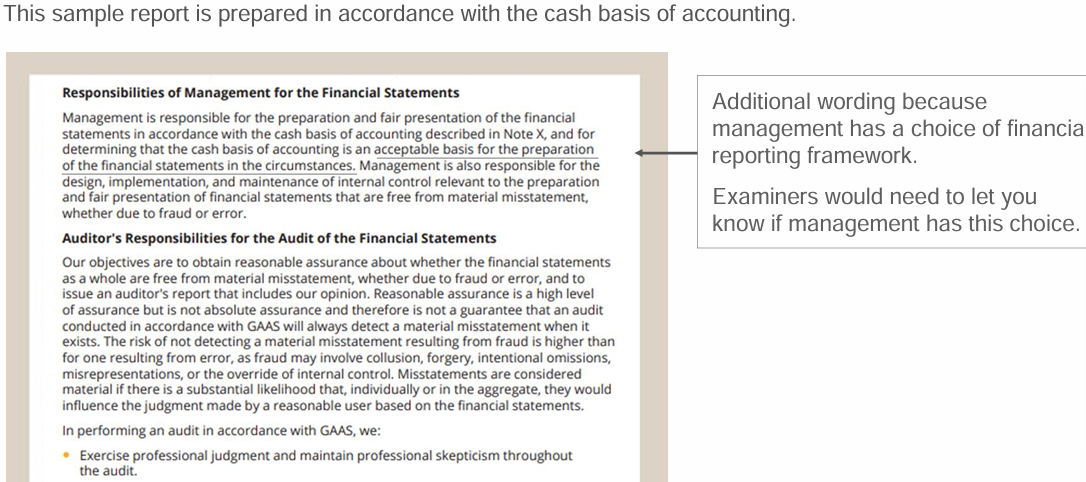 This sample report is prepared in accordance with the cash basis of accounting.
Responsibilities of Management for the Financial Statements
Management is responsible for the preparation and fair presentation of the financial
statements in accordance with the cash basis of accounting described in Note X, and for
determining that the cash basis of accounting is an acceptable basis for the preparation
of the financial statements in the circumstances. Management is also responsible for the
design, implementation, and maintenance of internal control relevant to the preparation
and fair presentation of financial statements that are free from material misstatement,
whether due to fraud or error.
Auditor's Responsibilities for the Audit of the Financial Statements
Our objectives are to obtain reasonable assurance about whether the financial statements
as a whole are free from material misstatement, whether due to fraud or error, and to
issue an auditor's report that includes our opinion. Reasonable assurance is a high level
of assurance but is not absolute assurance and therefore is not a guarantee that an audit
conducted in accordance with GAAS will always detect a material misstatement when it
exists. The risk of not detecting a material misstatement resulting from fraud is higher than
for one resulting from error, as fraud may involve collusion, forgery, intentional omissions,
misrepresentations, or the override of internal control. Misstatements are considered
material if there is a substantial likelihood that, individually or in the aggregate, they would
influence the judgment made by a reasonable user based on the financial statements.
In performing an audit in accordance with GAAS, we:
• Exercise professional judgment and maintain professional skepticism throughout
the audit.
Additional wording because
management has a choice of financia
reporting framework.
Examiners would need to let you
know if management has this choice.